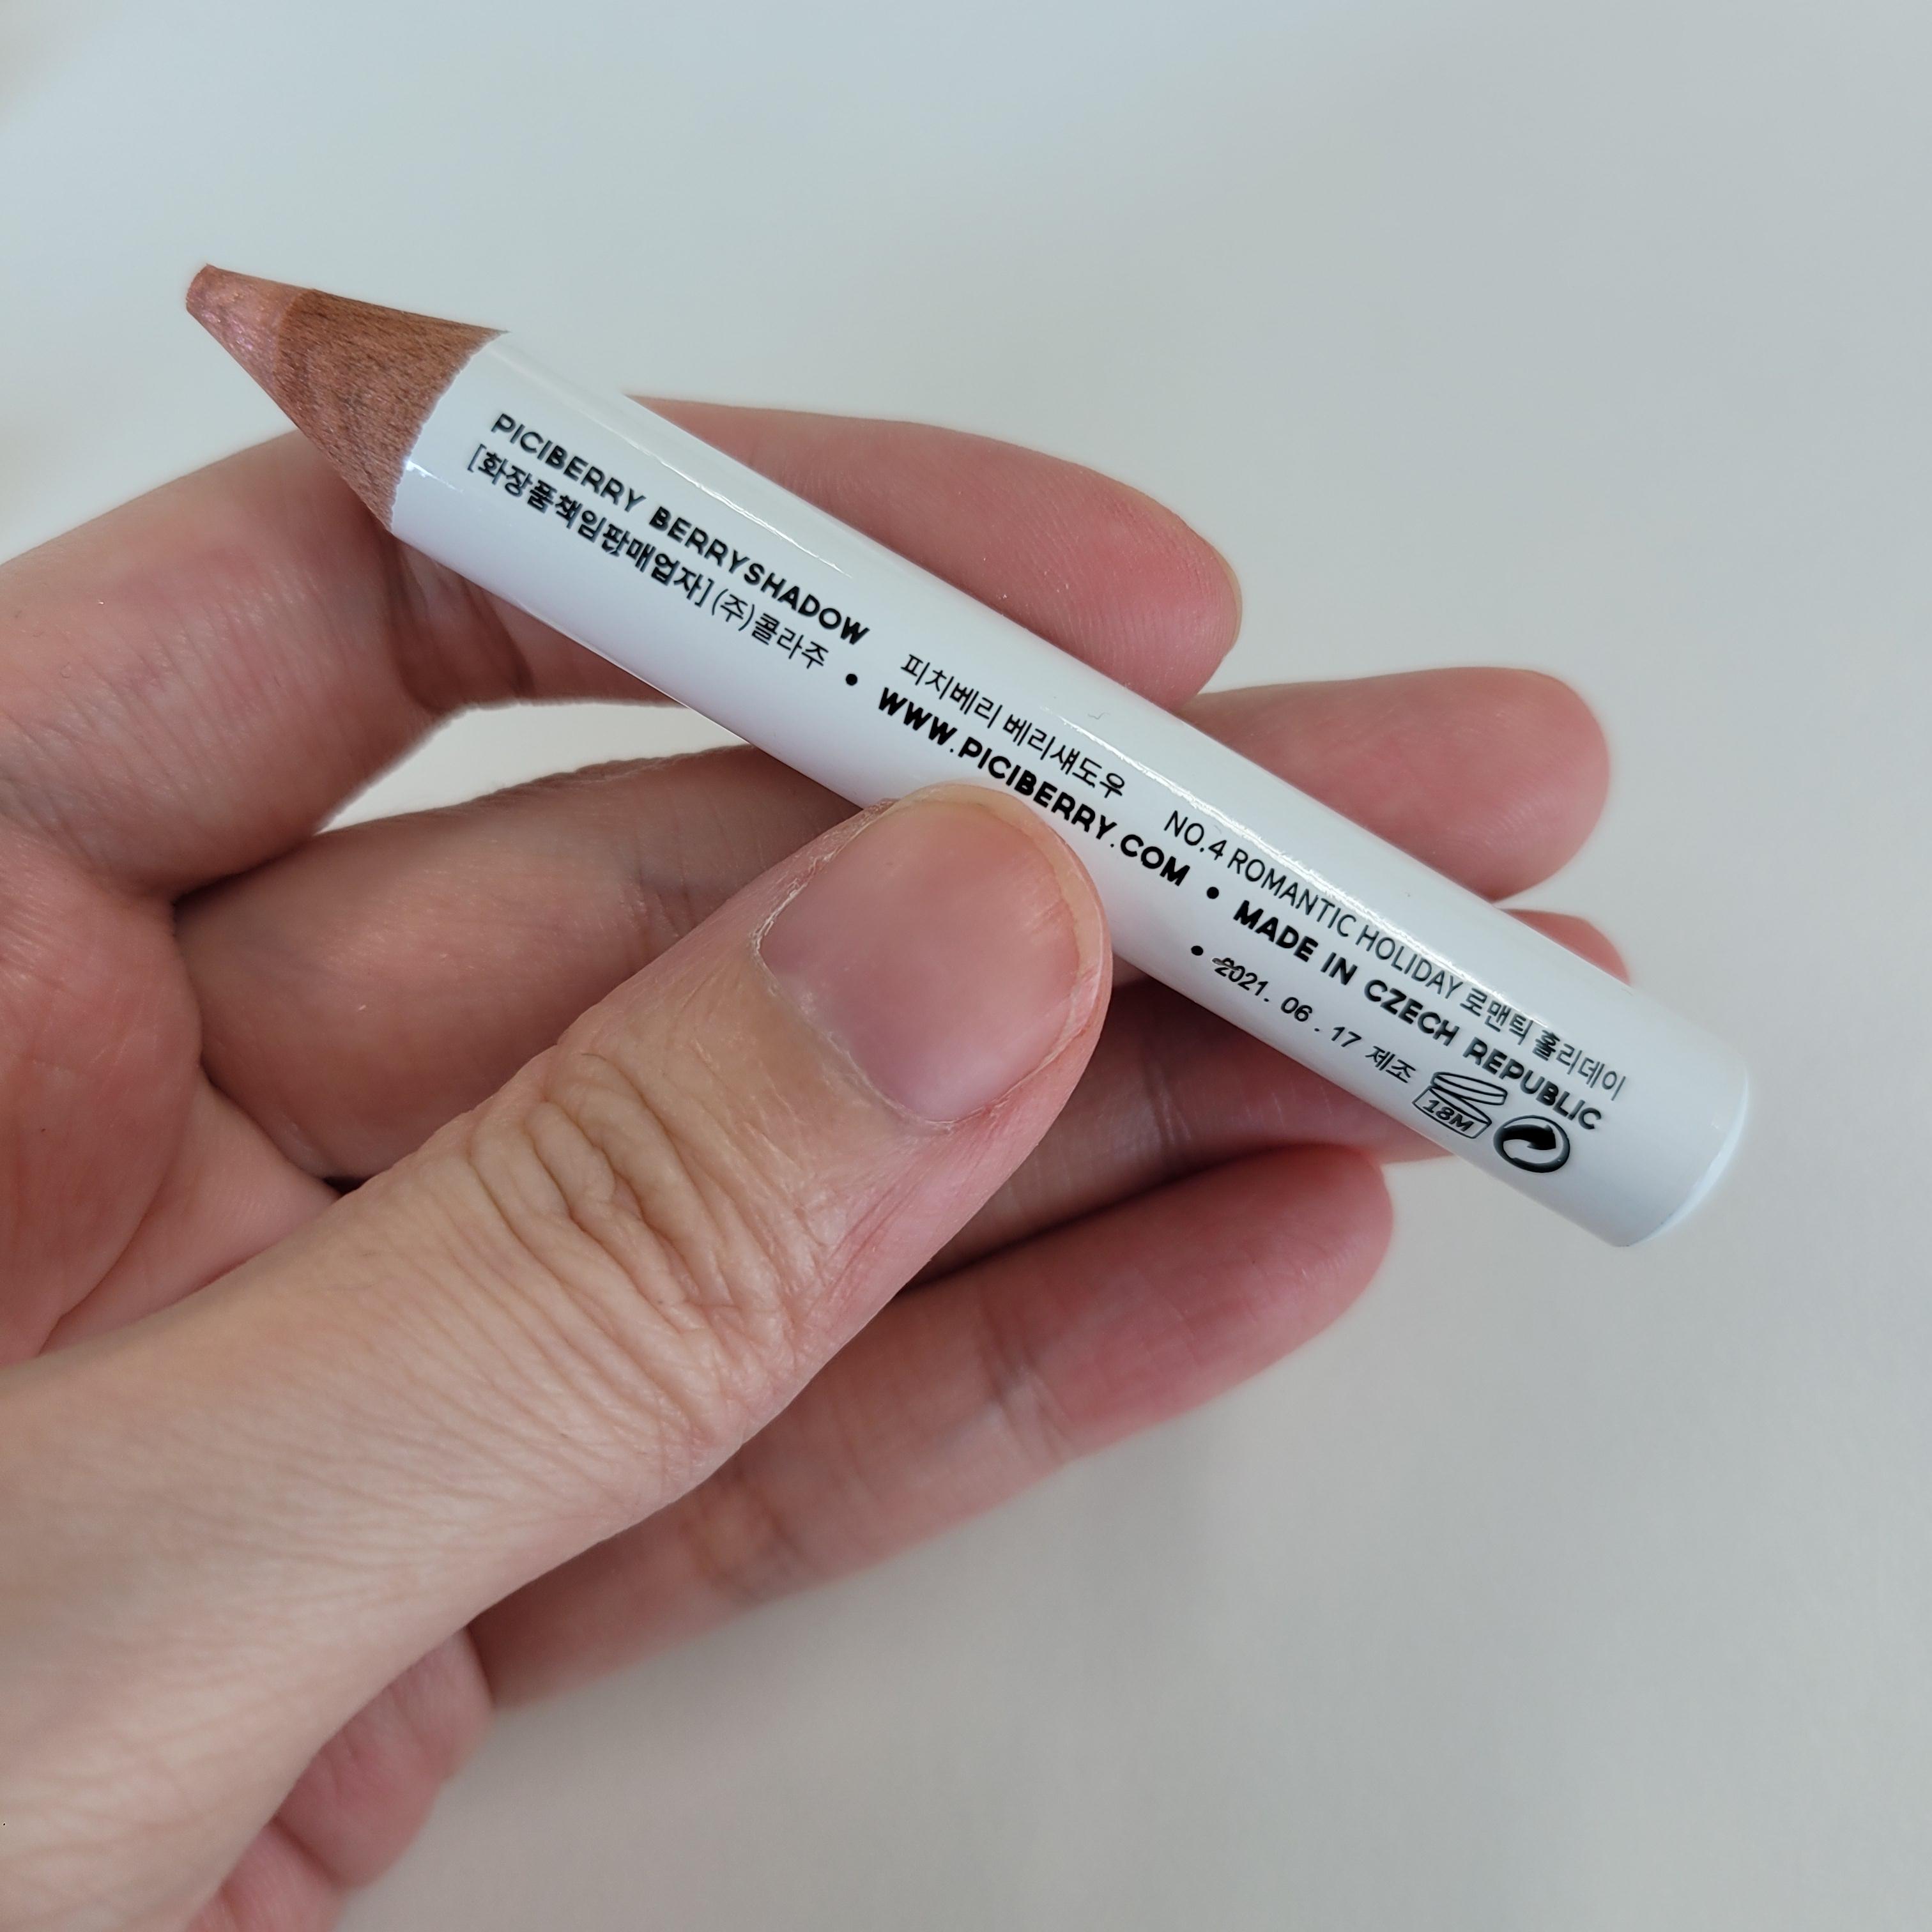 PICIBERRY BERRYSHADOW 피치베리 베리섀도우 NO.4 ROMANTIC HOLIDAY 로맨틱 홀리데이
[화장품책임판매업자] (주)콜라주 • WWW.PICIBERRY.COM • MADE IN CZECH REPUBLIC
• 2021. 06 . 17 제조 18M